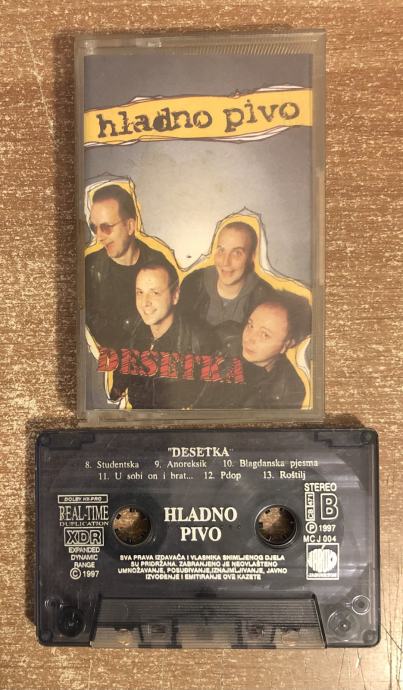 hladno pivo
DESETKA
"DESETKA"
8. Studentska 9. Anoreksik 10. Blagdanska pjesma
11. U sobi on i brat... 12. Pdop 13. Roštilj
DOLBY HX-PRO
REAL-TIME
DUPLICATION
XDR
EXPANDED
DYNAMIC
RANGE
©1997
HLADNO
PIVO
SVA PRAVA IZDAVAČA I VLASNIKA SNIMLJENOG DJELA
SU PRIDRŽANA. ZABRANJENO JE NEOVLAŠTENO
UMNOŽAVANJE, POSUĐIVANJE, IZNAJMLJIVANJE, JAVNO
IZVOĐENJE I EMITIRANJE OVE KAZETE
STEREO
B
℗ 1997
MC J 004